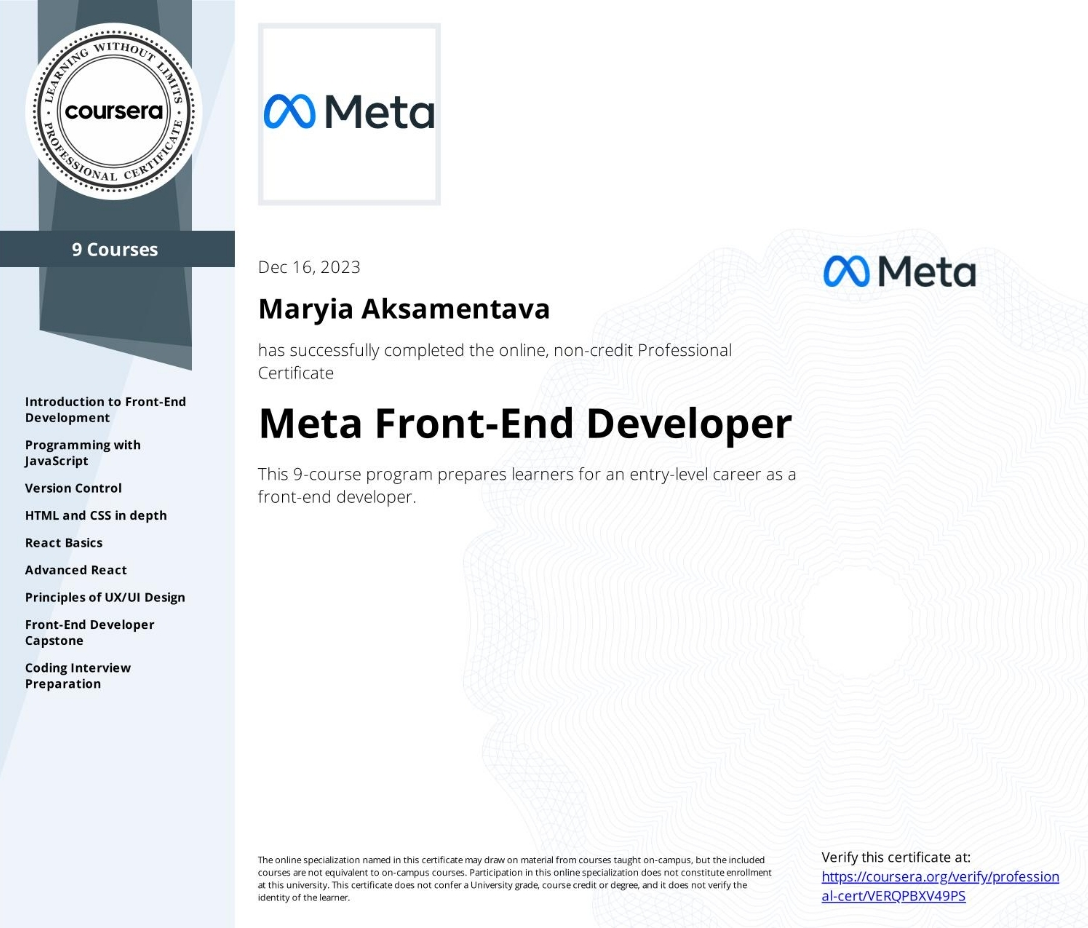 LEARNING WITHOUT LIMITS
coursera
PROFESSIONAL CERTIFICATE
9 Courses
Introduction to Front-End
Development
Programming with
JavaScript
Version Control
HTML and CSS in depth
React Basics
Advanced React
Principles of UX/UI Design
Front-End Developer
Capstone
Coding Interview
Preparation
Meta
Dec 16, 2023
Maryia Aksamentava
has successfully completed the online, non-credit Professional
Certificate
Meta Front-End Developer
This 9-course program prepares learners for an entry-level career as a
front-end developer.
Meta
The online specialization named in this certificate may draw on material from courses taught on-campus, but the included
courses are not equivalent to on-campus courses. Participation in this online specialization does not constitute enrollment
at this university. This certificate does not confer a University grade, course credit or degree, and it does not verify the
identity of the learner.
Verify this certificate at:
https://coursera.org/verify/profession
al-cert/VERQPBXV49PS